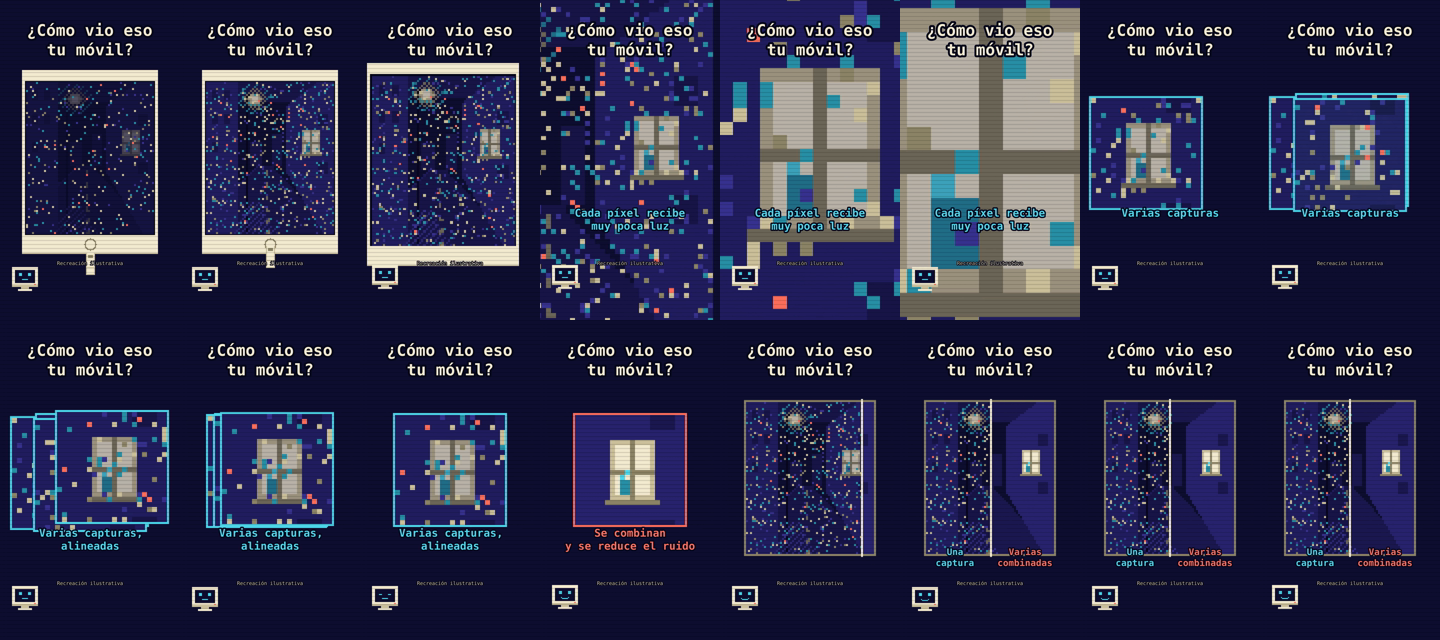 ¿Cómo vio eso
tu móvil?
Recreación ilustrativa
¿Cómo vio eso
tu móvil?
Recreación ilustrativa
¿Cómo vio eso
tu móvil?
Recreación ilustrativa
¿Cómo vio eso
tu móvil?
Cada píxel recibe
muy poca luz
Recreación ilustrativa
¿Cómo vio eso
tu móvil?
Cada píxel recibe
muy poca luz
Recreación ilustrativa
¿Cómo vio eso
tu móvil?
Cada píxel recibe
muy poca luz
Recreación ilustrativa
¿Cómo vio eso
tu móvil?
Varias capturas
Recreación ilustrativa
¿Cómo vio eso
tu móvil?
Varias capturas
Recreación ilustrativa
¿Cómo vio eso
tu móvil?
Varias capturas,
alineadas
Recreación ilustrativa
¿Cómo vio eso
tu móvil?
Varias capturas,
alineadas
Recreación ilustrativa
¿Cómo vio eso
tu móvil?
Varias capturas,
alineadas
Recreación ilustrativa
¿Cómo vio eso
tu móvil?
Se combinan
y se reduce el ruido
Recreación ilustrativa
¿Cómo vio eso
tu móvil?
Recreación ilustrativa
¿Cómo vio eso
tu móvil?
Una
captura
Varias
combinadas
Recreación ilustrativa
¿Cómo vio eso
tu móvil?
Una
captura
Varias
combinadas
Recreación ilustrativa
¿Cómo vio eso
tu móvil?
Una
captura
Varias
combinadas
Recreación ilustrativa